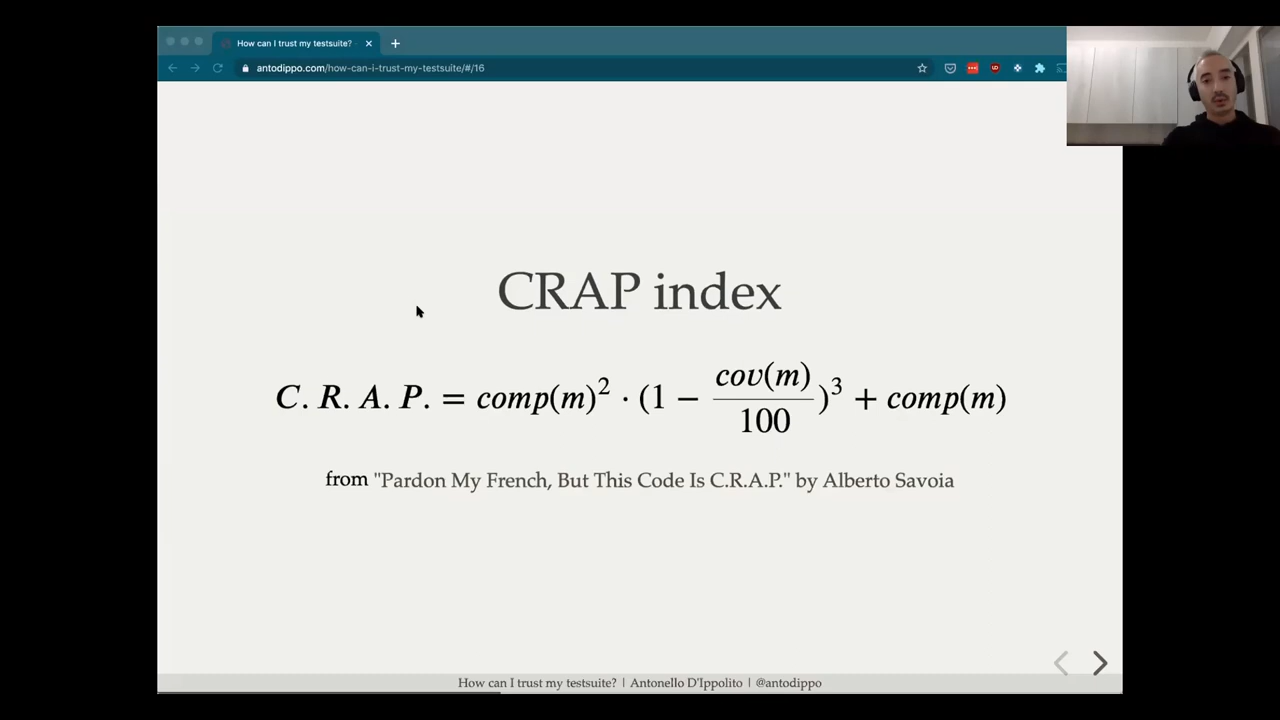 How can I trust my testsuite?
antodippo.com/how-can-i-trust-my-testsuite/#/16
CRAP index
C. R. A. P. = comp(m)² · (1 − cov(m)/100)³ + comp(m)
from "Pardon My French, But This Code Is C.R.A.P." by Alberto Savoia
How can I trust my testsuite? | Antonello D'Ippolito | @antodippo